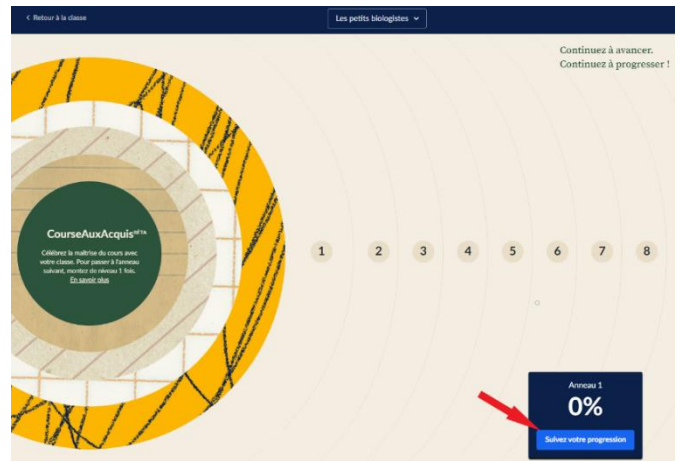 < Retour à la classe
Les petits biologistes
Continuez à avancer.
Continuez à progresser !
CourseAuxAcquis BÊTA
Célébrez la maîtrise du cours avec
votre classe. Pour passer à l'anneau
suivant, montez de niveau 1 fois.
En savoir plus
1 2 3 4 5 6 7 8
Anneau 1
0%
Suivez votre progression